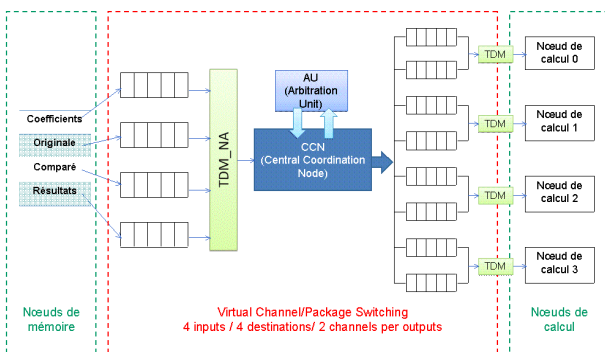 Coefficients
Originale
Comparé
Résultats
TDM_NA
AU
(Arbitration
Unit)
CCN
(Central Coordination
Node)
TDM
Nœud de
calcul 0
TDM
Nœud de
calcul 1
TDM
Nœud de
calcul 2
TDM
Nœud de
calcul 3
Nœuds de
mémoire
Virtual Channel/Package Switching
4 inputs / 4 destinations/ 2 channels per outputs
Nœuds de
calcul